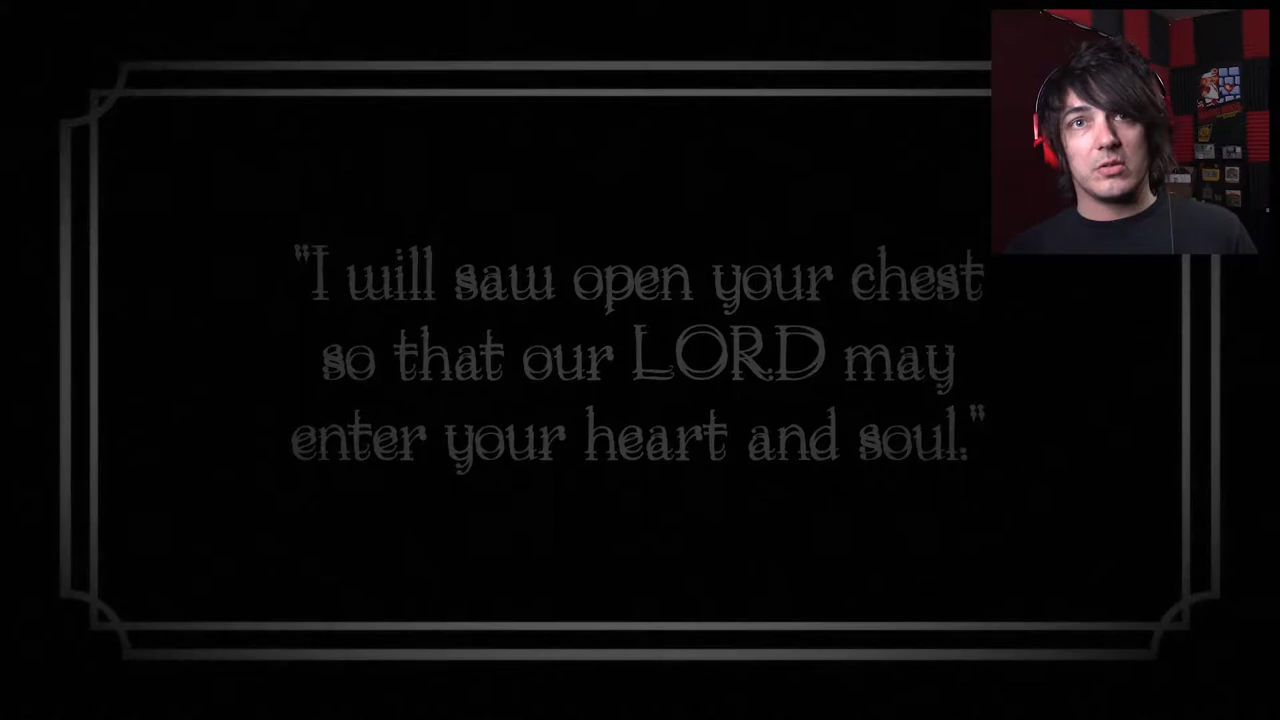 "I will saw open your chest
so that our LORD may
enter your heart and soul."